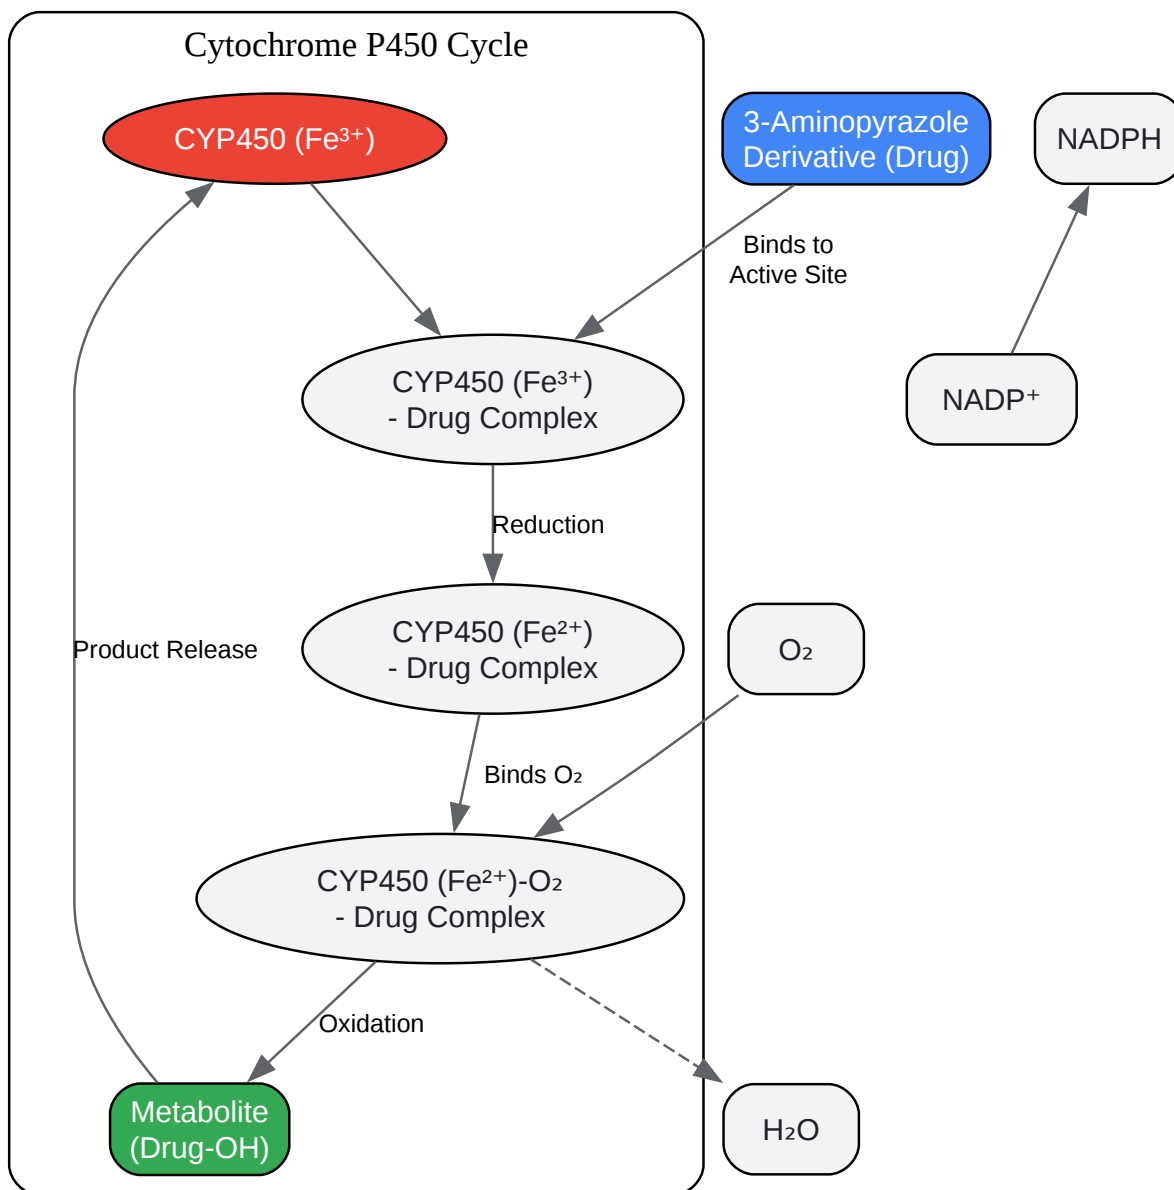 Cytochrome P450 Cycle
CYP450 (Fe³⁺)
3-Aminopyrazole
Derivative (Drug)
NADPH
Binds to
Active Site
CYP450 (Fe³⁺)
- Drug Complex
NADP⁺
Reduction
CYP450 (Fe²⁺)
- Drug Complex
O₂
Product Release
Binds O₂
CYP450 (Fe²⁺)-O₂
- Drug Complex
Oxidation
Metabolite
(Drug-OH)
H₂O